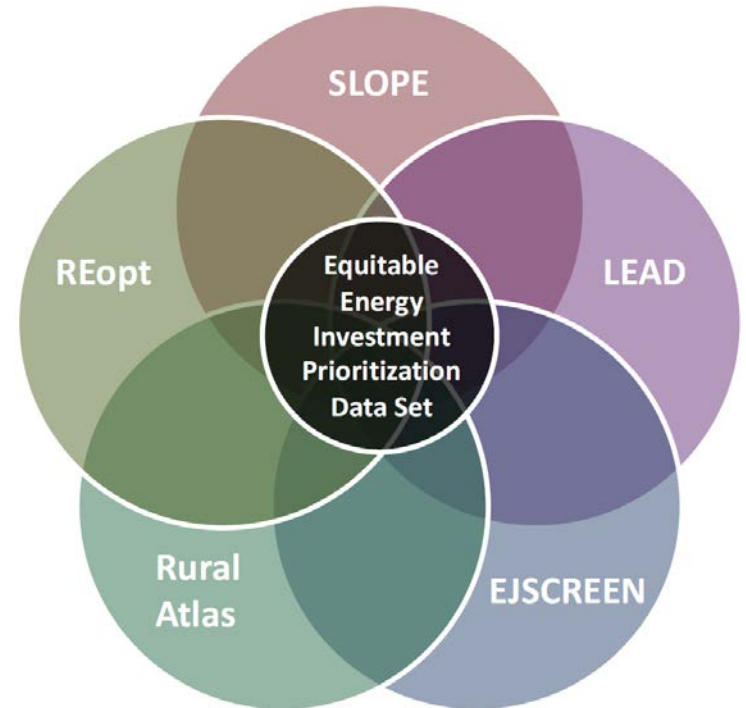 SLOPE
REopt
LEAD
Equitable
Energy
Investment
Prioritization
Data Set
Rural
Atlas
EJSCREEN